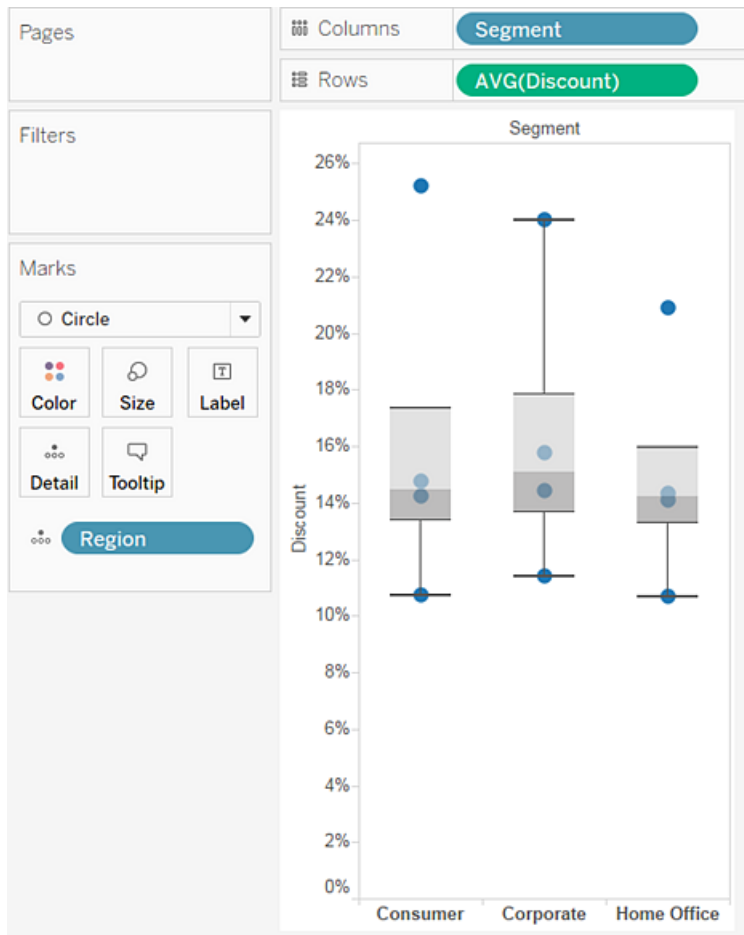 Pages
Columns
Segment
Rows
AVG(Discount)
Filters
Marks
Circle
Color
Size
Label
Detail
Tooltip
Region
Segment
Discount
26%
24%
22%
20%
18%
16%
14%
12%
10%
8%
6%
4%
2%
0%
Consumer Corporate Home Office